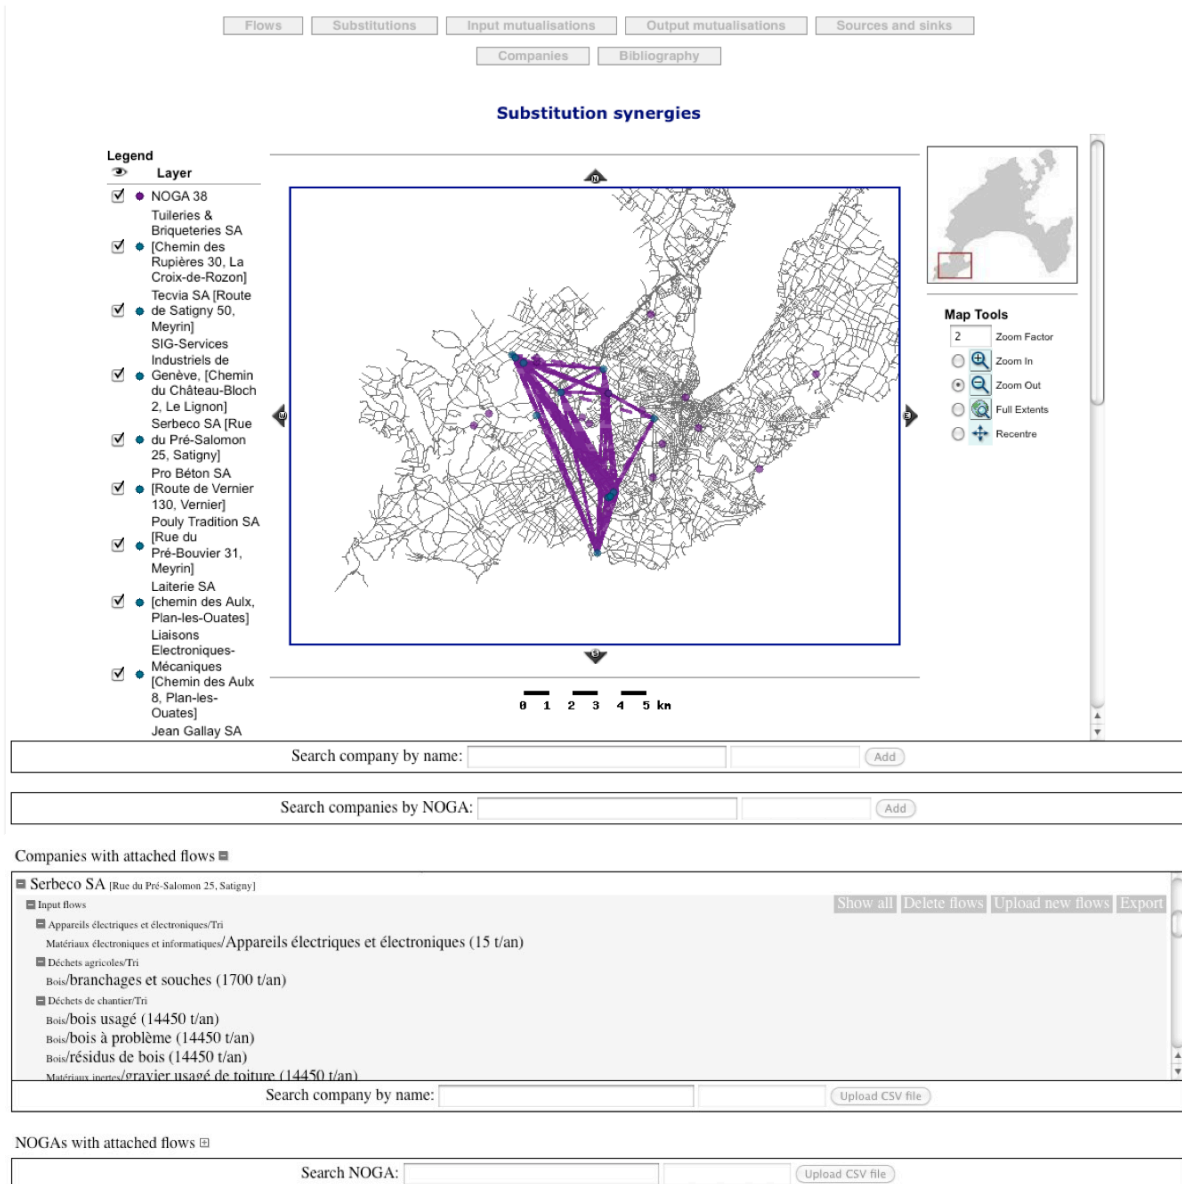 Flows
Substitutions
Input mutualisations
Output mutualisations
Sources and sinks
Companies
Bibliography
Substitution synergies
Legend
Layer
NOGA 38
Tuileries &
Briqueteries SA
[Chemin des
Rupières 30, La
Croix-de-Rozon]
Tecvia SA [Route
de Satigny 50,
Meyrin]
SIG-Services
Industriels de
Genève, [Chemin
du Château-Bloch
2, Le Lignon]
Serbeco SA [Rue
du Pré-Salomon
25, Satigny]
Pro Béton SA
[Route de Vernier
130, Vernier]
Pouly Tradition SA
[Rue du
Pré-Bouvier 31,
Meyrin]
Laiterie SA
[chemin des Aulx,
Plan-les-Ouates]
Liaisons
Electroniques-
Mécaniques
[Chemin des Aulx
8, Plan-les-
Ouates]
Jean Gallay SA
N
S
0 1 2 3 4 5 km
Map Tools
2 Zoom Factor
Zoom In
Zoom Out
Full Extents
Recentre
Search company by name: Add
Search companies by NOGA: Add
Companies with attached flows
Serbeco SA [Rue du Pré-Salomon 25, Satigny]
Input flows
Show all Delete flows Upload new flows Export
Appareils électriques et électroniques/Tri
Matériaux électroniques et informatiques/Appareils électriques et électroniques (15 t/an)
Déchets agricoles/Tri
Bois/branchages et souches (1700 t/an)
Déchets de chantier/Tri
Bois/bois usagé (14450 t/an)
Bois/bois à problème (14450 t/an)
Bois/résidus de bois (14450 t/an)
Matériaux inertes/gravier usagé de toiture (14450 t/an)
Search company by name: Upload CSV file
NOGAs with attached flows
Search NOGA: Upload CSV file